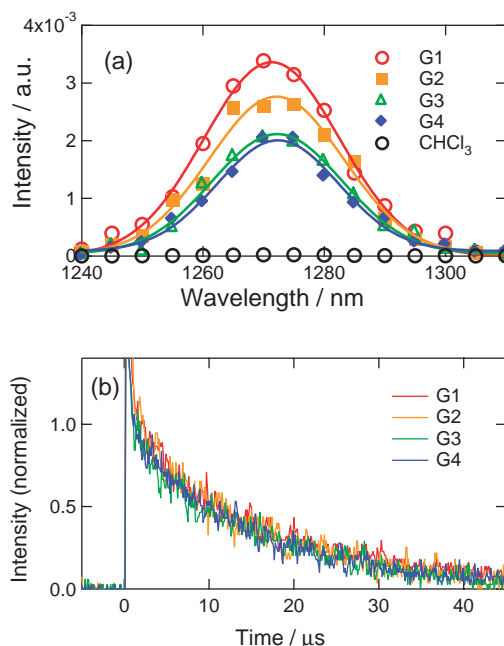 4x10⁻³
(a)
G1
G2
G3
G4
CHCl₃
3
2
1
0
Intensity / a.u.
1240
1260
1280
1300
Wavelength / nm
(b)
G1
G2
G3
G4
1.0
0.5
0.0
Intensity (normalized)
0
10
20
30
40
Time / μs